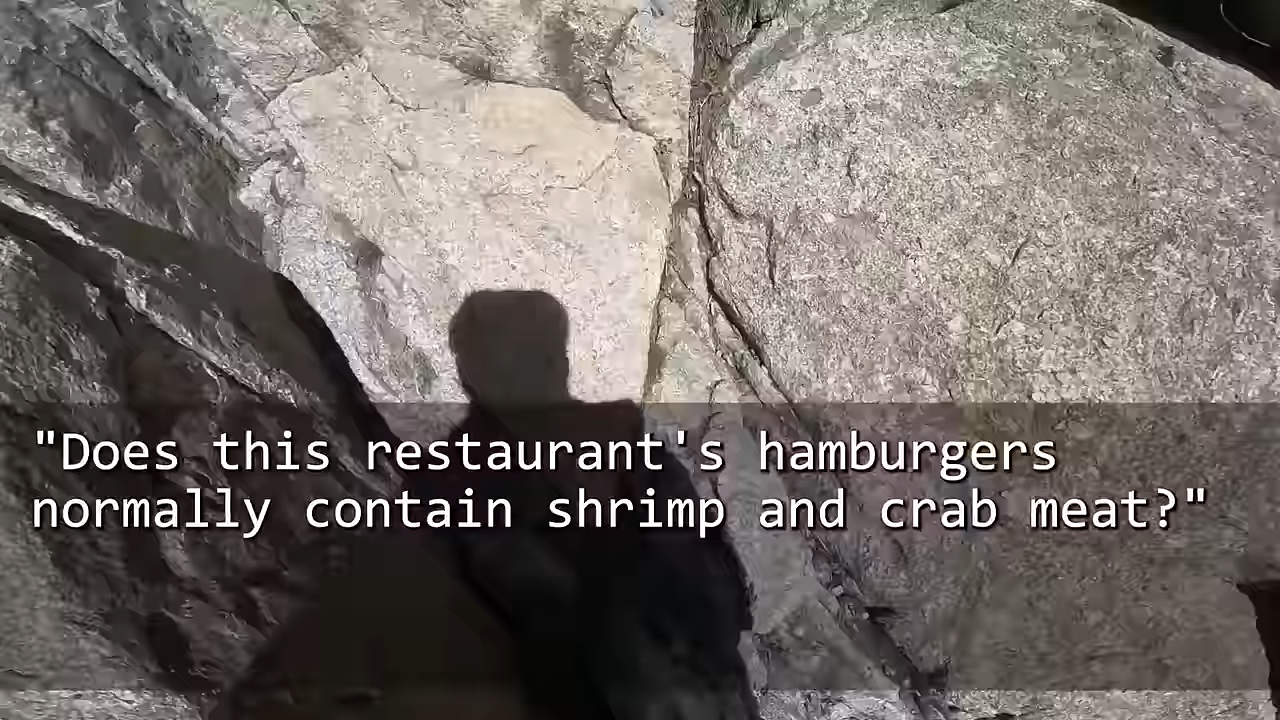 "Does this restaurant's hamburgers
normally contain shrimp and crab meat?"